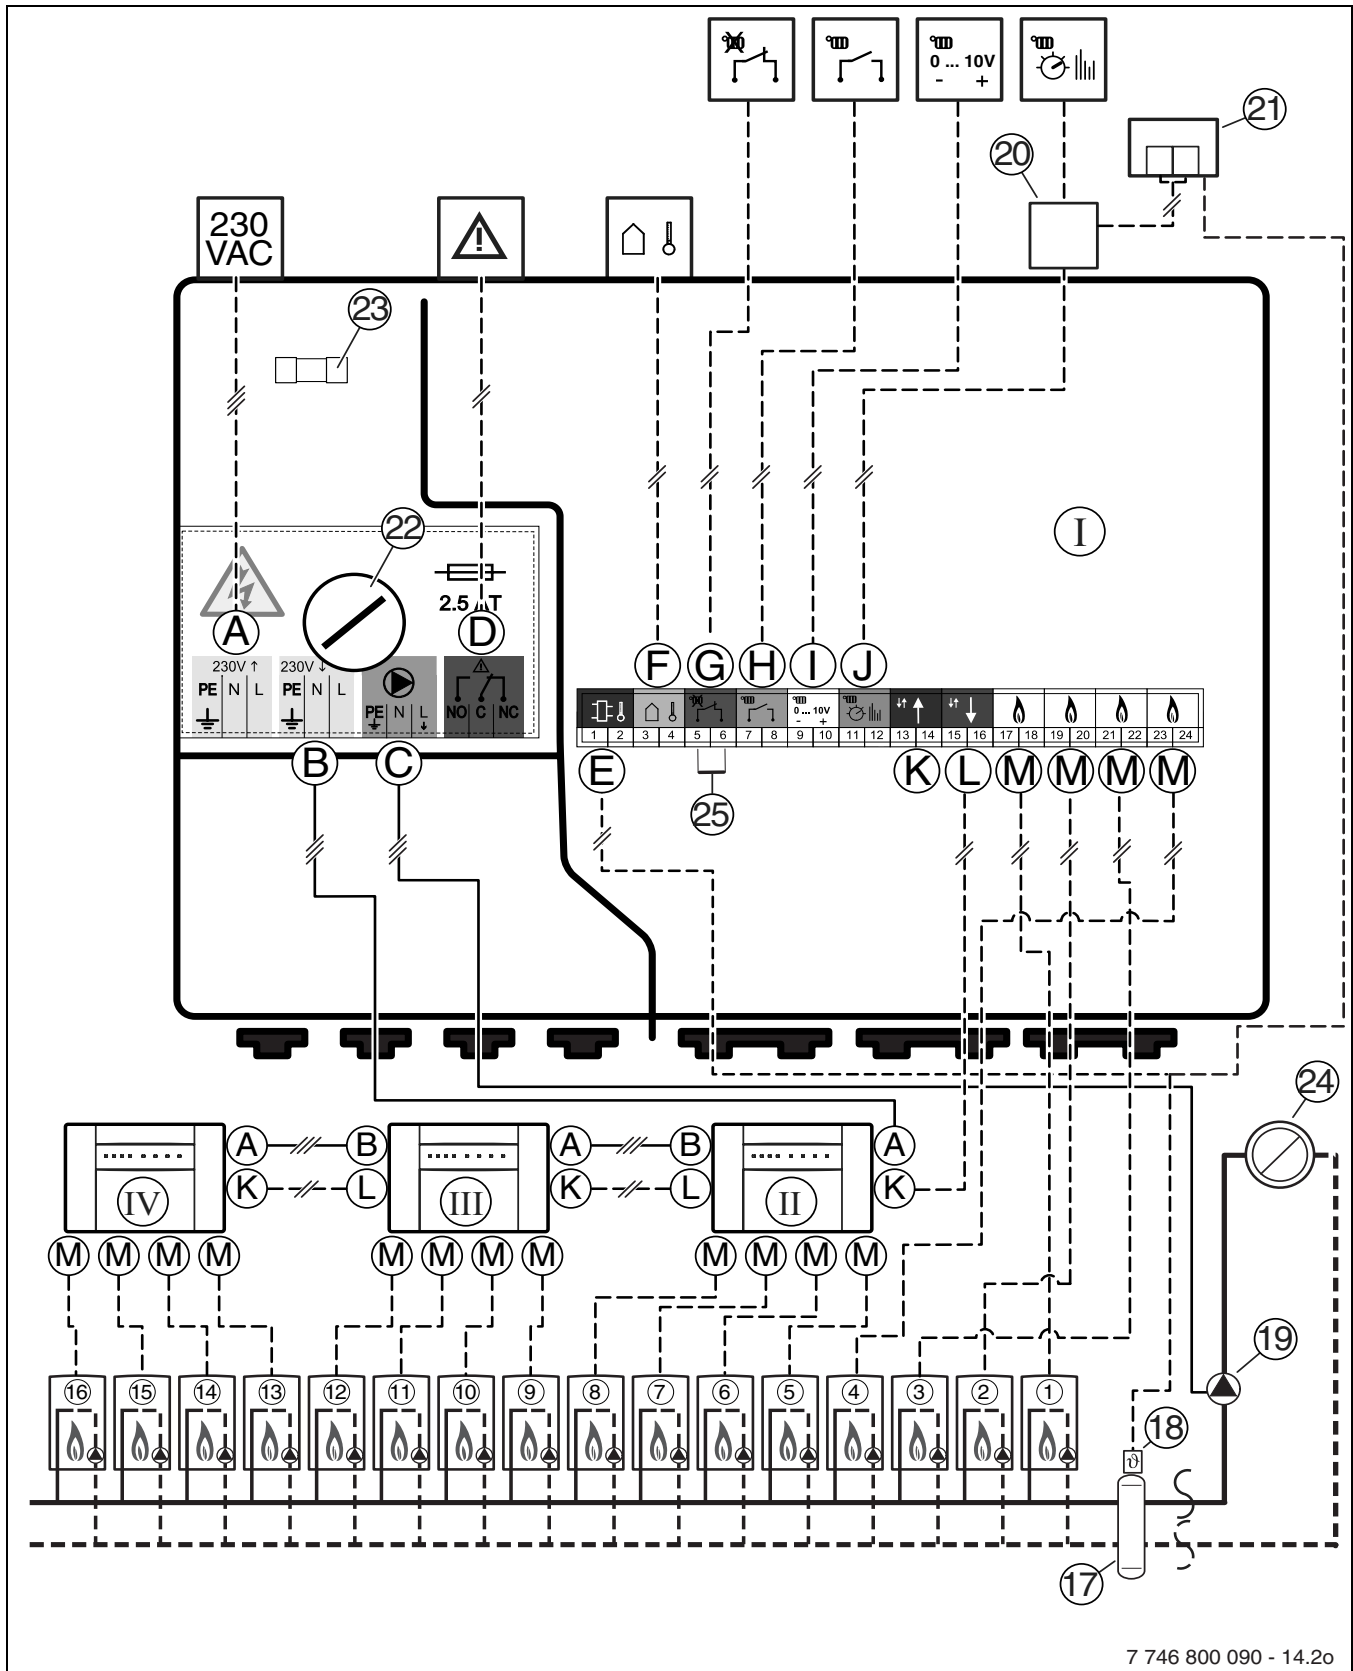 0 ... 10V
- +
21
20
230
VAC
23
22
I
2.5 AT
A
D
F G H I J
230V ↑
230V ↓
PE N L
PE N L
PE N L
NO C NC
0 ... 10V
- +
1 2 3 4 5 6 7 8 9 10 11 12 13 14 15 16 17 18 19 20 21 22 23 24
B C
E
K L M M M M
25
24
A B A B A
IV III II
K L K L K
M M M M M M M M M M M M
19
16 15 14 13 12 11 10 9 8 7 6 5 4 3 2 1
18
ϑ
17
7 746 800 090 - 14.2o